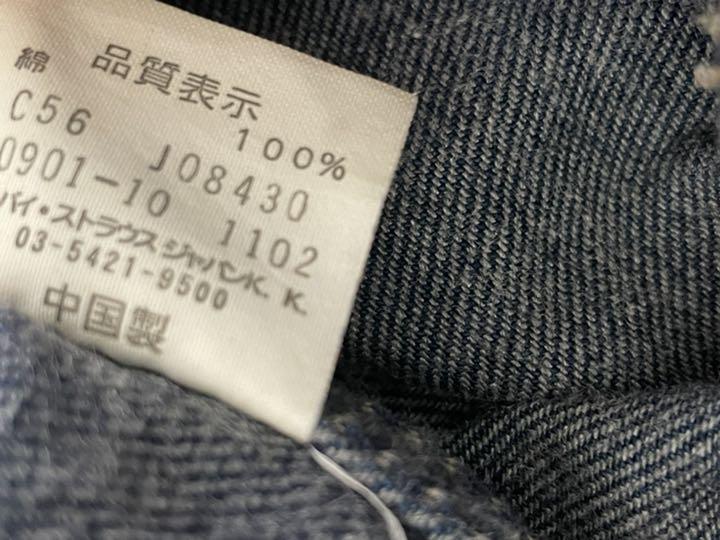 品質表示
綿 100%
C56 J08430
0901-10 1102
バイ・ストラウス ジャパンK. K.
03-5421-9500
中国製